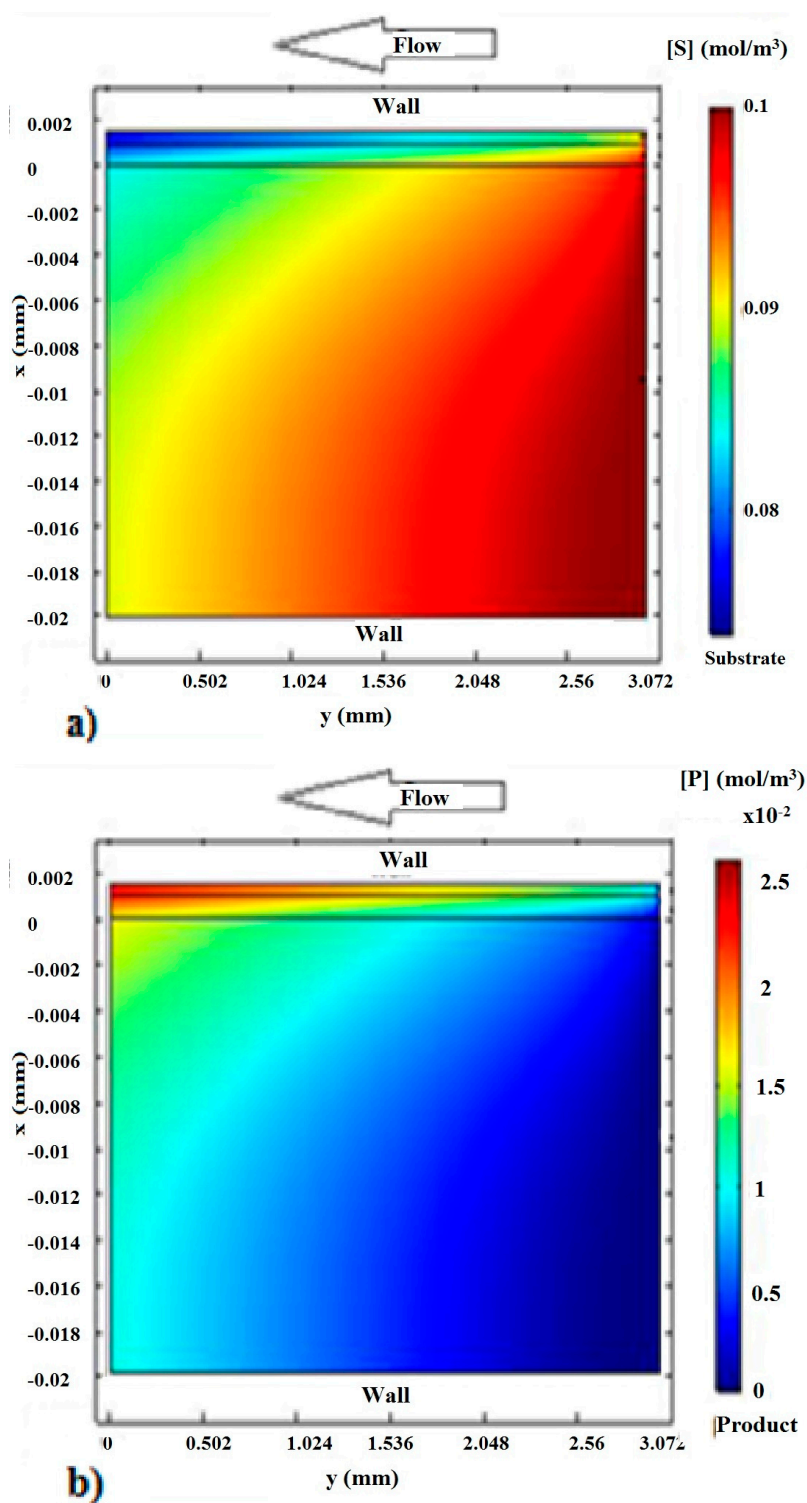 Flow
[S] (mol/m³)
Wall
0.1
0.002
0
-0.002
-0.004
-0.006
-0.008
-0.01
-0.012
-0.014
-0.016
-0.018
-0.02
x (mm)
0.09
0.08
Wall
Substrate
0 0.502 1.024 1.536 2.048 2.56 3.072
y (mm)
a)
[P] (mol/m³)
x10⁻²
Flow
Wall
2.5
0.002
0
-0.002
-0.004
-0.006
-0.008
-0.01
-0.012
-0.014
-0.016
-0.018
-0.02
x (mm)
2
1.5
1
0.5
0
Wall
Product
0 0.502 1.024 1.536 2.048 2.56 3.072
y (mm)
b)